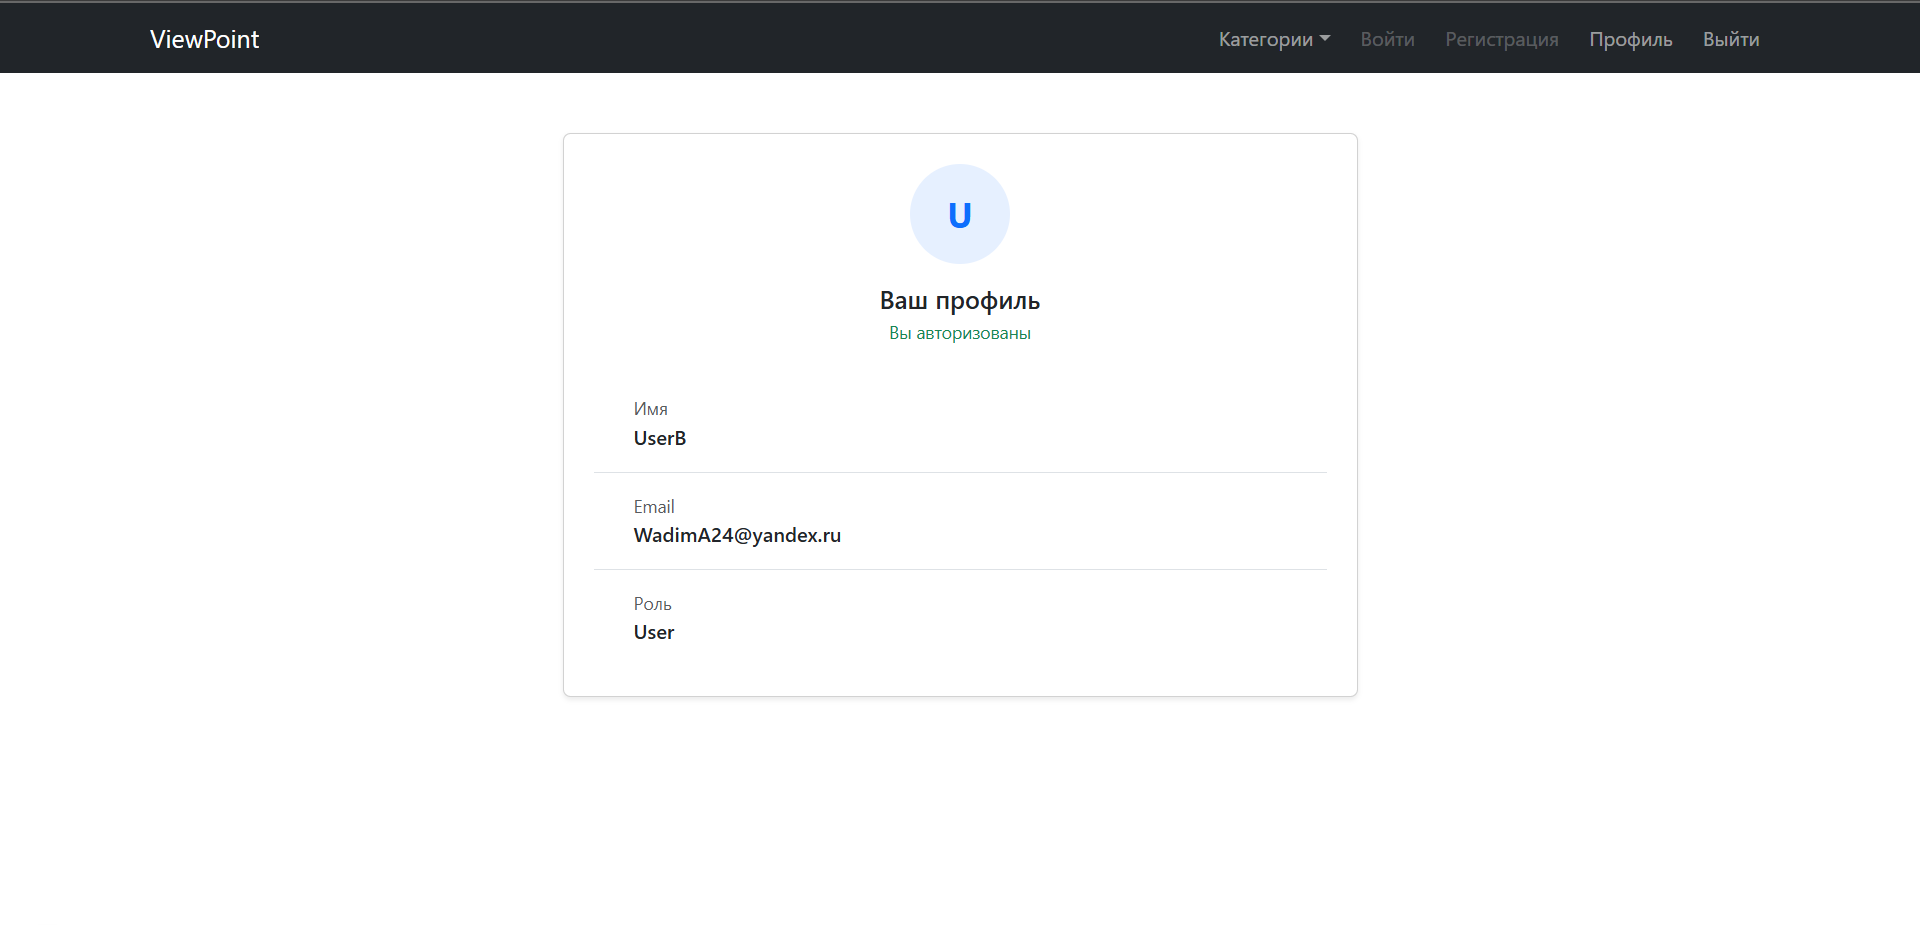 ViewPoint Категории Войти Регистрация Профиль Выйти
U
Ваш профиль
Вы авторизованы
Имя
UserB
Email
WadimA24@yandex.ru
Роль
User